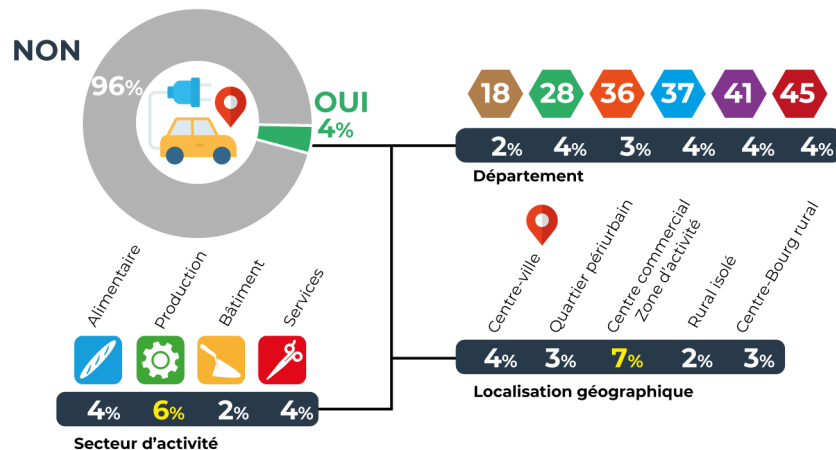 NON
96%
OUI
4%
18 28 36 37 41 45
2% 4% 3% 4% 4% 4%
Département
Alimentaire
Production
Bâtiment
Services
4% 6% 2% 4%
Secteur d'activité
Centre-ville
Quartier périurbain
Centre commercial
Zone d'activité
Rural isolé
Centre-Bourg rural
4% 3% 7% 2% 3%
Localisation géographique